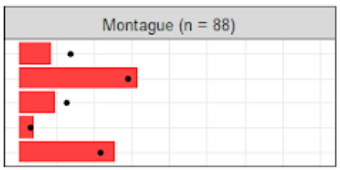 Montague (n = 88)